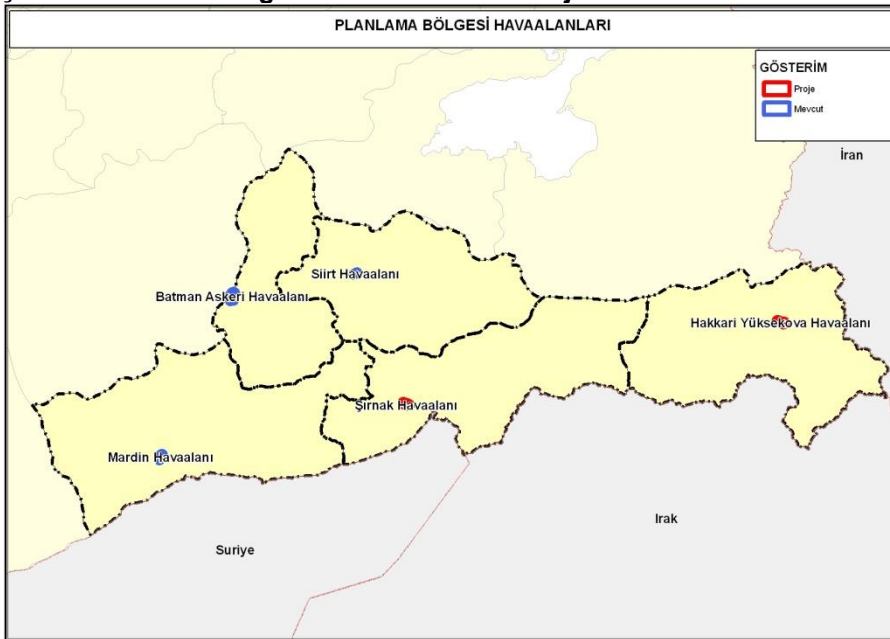 PLANLAMA BÖLGESİ HAVAALANLARI
GÖSTERİM
Proje
Mevcut
İran
Siirt Havaalanı
Batman Askeri Havaalanı
Hakkari Yüksekova Havaalanı
Şırnak Havaalanı
Mardin Havaalanı
Irak
Suriye